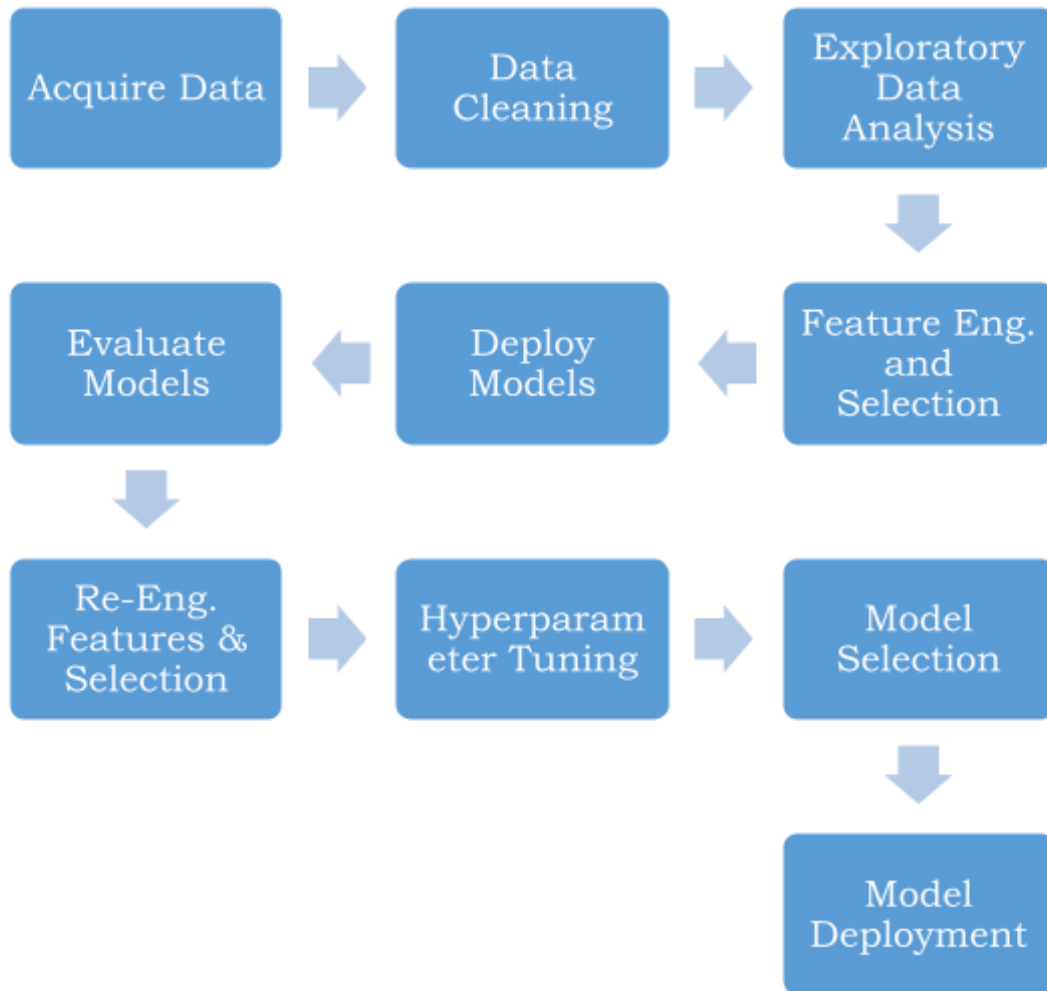 Acquire Data
Data
Cleaning
Exploratory
Data
Analysis
Feature Eng.
and
Selection
Deploy
Models
Evaluate
Models
Re-Eng.
Features &
Selection
Hyperparam
eter Tuning
Model
Selection
Model
Deployment